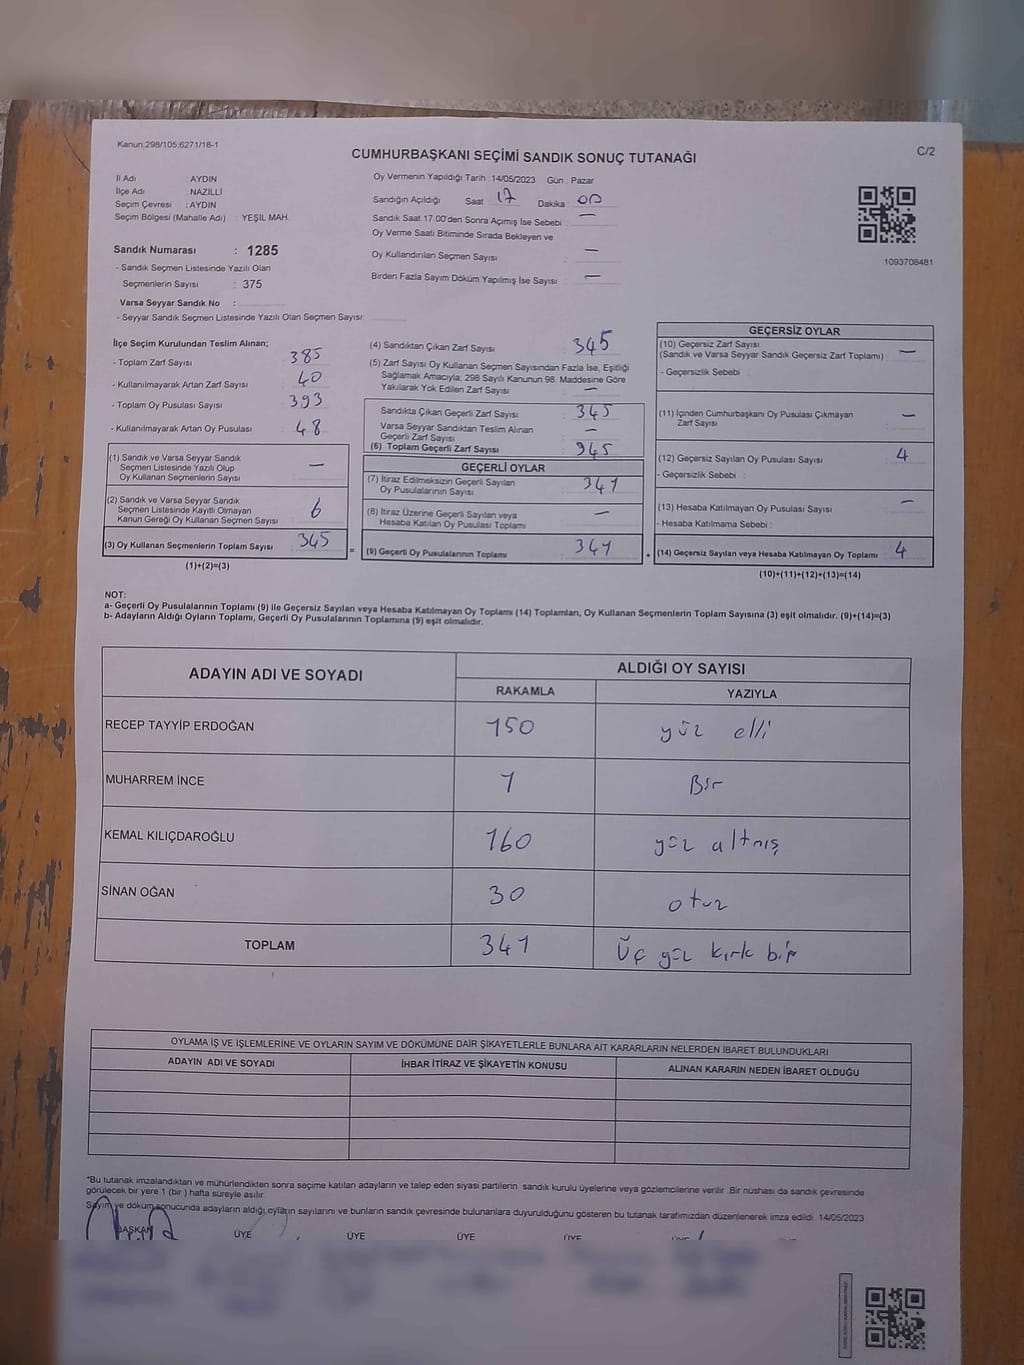 Kanun:298/105;6271/18-1
C/2
CUMHURBAŞKANI SEÇİMİ SANDIK SONUÇ TUTANAĞI
İl Adı AYDIN
İlçe Adı NAZİLLİ
Seçim Çevresi : AYDIN
Seçim Bölgesi (Mahalle Adı) : YEŞİL MAH.
Sandık Numarası : 1285
- Sandık Seçmen Listesinde Yazılı Olan
Seçmenlerin Sayısı : 375
Varsa Seyyar Sandık No :
- Seyyar Sandık Seçmen Listesinde Yazılı Olan Seçmen Sayısı:
Oy Vermenin Yapıldığı Tarih :14/05/2023 Gün : Pazar
Sandığın Açıldığı Saat 17 Dakika 00
Sandık Saat 17:00'den Sonra Açımış İse Sebebi : —
Oy Verme Saati Bitiminde Sırada Bekleyen ve
Oy Kullandırılan Seçmen Sayısı : —
Birden Fazla Sayım Döküm Yapılmış İse Sayısı : —
1093708481
İlçe Seçim Kurulundan Teslim Alınan;
- Toplam Zarf Sayısı 385
- Kullanılmayarak Artan Zarf Sayısı 40
- Toplam Oy Pusulası Sayısı 393
- Kullanılmayarak Artan Oy Pusulası 48
(1) Sandık ve Varsa Seyyar Sandık
Seçmen Listesinde Yazılı Olup
Oy Kullanan Seçmenlerin Sayısı —
(2) Sandık ve Varsa Seyyar Sandık
Seçmen Listesinde Kayıtlı Olmayan
Kanun Gereği Oy Kullanan Seçmen Sayısı 6
(3) Oy Kullanan Seçmenlerin Toplam Sayısı 345
(1)+(2)=(3)
=
(4) Sandıktan Çıkan Zarf Sayısı 345
(5) Zarf Sayısı Oy Kullanan Seçmen Sayısından Fazla İse, Eşitliği
Sağlamak Amacıyla; 298 Sayılı Kanunun 98. Maddesine Göre
Yakılarak Yok Edilen Zarf Sayısı —
Sandıkta Çıkan Geçerli Zarf Sayısı 345
Varsa Seyyar Sandıktan Teslim Alınan
Geçerli Zarf Sayısı —
(6) Toplam Geçerli Zarf Sayısı 345
GEÇERLİ OYLAR
(7) İtiraz Edilmeksizin Geçerli Sayılan
Oy Pusulalarının Sayısı 341
(8) İtiraz Üzerine Geçerli Sayılan veya
Hesaba Katılan Oy Pusulası Toplamı —
(9) Geçerli Oy Pusulalarının Toplamı 341
+
GEÇERSİZ OYLAR
(10) Geçersiz Zarf Sayısı
(Sandık ve Varsa Seyyar Sandık Geçersiz Zarf Toplamı) —
- Geçersizlik Sebebi :
(11) İçinden Cumhurbaşkanı Oy Pusulası Çıkmayan
Zarf Sayısı —
(12) Geçersiz Sayılan Oy Pusulası Sayısı 4
- Geçersizlik Sebebi :
(13) Hesaba Katılmayan Oy Pusulası Sayısı —
- Hesaba Katılmama Sebebi :
(14) Geçersiz Sayılan veya Hesaba Katılmayan Oy Toplamı 4
(10)+(11)+(12)+(13)=(14)
NOT:
a- Geçerli Oy Pusulalarının Toplamı (9) ile Geçersiz Sayılan veya Hesaba Katılmayan Oy Toplamı (14) Toplamları, Oy Kullanan Seçmenlerin Toplam Sayısına (3) eşit olmalıdır. (9)+(14)=(3)
b- Adayların Aldığı Oyların Toplamı, Geçerli Oy Pusulalarının Toplamına (9) eşit olmalıdır.
ADAYIN ADI VE SOYADI ALDIĞI OY SAYISI
RAKAMLA YAZIYLA
RECEP TAYYİP ERDOĞAN 150 yüz elli
MUHARREM İNCE 1 Bir
KEMAL KILIÇDAROĞLU 160 yüz altmış
SİNAN OĞAN 30 otuz
TOPLAM 341 Üç yüz kırk bir
OYLAMA İŞ VE İŞLEMLERİNE VE OYLARIN SAYIM VE DÖKÜMÜNE DAİR ŞİKAYETLERLE BUNLARA AİT KARARLARIN NELERDEN İBARET BULUNDUKLARI
ADAYIN ADI VE SOYADI İHBAR İTİRAZ VE ŞİKAYETİN KONUSU ALINAN KARARIN NEDEN İBARET OLDUĞU
*Bu tutanak imzalandıktan ve mühürlendikten sonra seçime katılan adayların ve talep eden siyasi partilerin sandık kurulu üyelerine veya gözlemcilerine verilir .Bir nüshası da sandık çevresinde
görülecek bir yere 1 (bir ) hafta süreyle asılır.
Sayım ve döküm sonucunda adayların aldığı oyların sayılarını ve bunların sandık çevresinde bulunanlara duyurulduğunu gösteren bu tutanak tarafımızdan düzenlenerek imza edildi. 14/05/2023
BAŞKAN ÜYE ÜYE ÜYE ÜYE